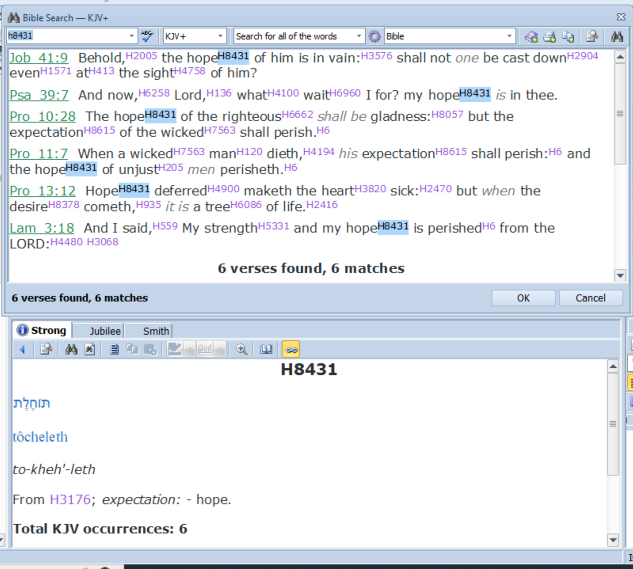 Bible Search — KJV+
h8431
KJV+
Search for all of the words
Bible
Job 41:9 Behold,H2005 the hopeH8431 of him is in vain:H3576 shall not one be cast downH2904
evenH1571 atH413 the sightH4758 of him?
Psa 39:7 And now,H6258 Lord,H136 whatH4100 waitH6960 I for? my hopeH8431 is in thee.
Pro 10:28 The hopeH8431 of the righteousH6662 shall be gladness:H8057 but the
expectationH8615 of the wickedH7563 shall perish.H6
Pro 11:7 When a wickedH7563 manH120 dieth,H4194 his expectationH8615 shall perish:H6 and
the hopeH8431 of unjustH205 men perisheth.H6
Pro 13:12 HopeH8431 deferredH4900 maketh the heartH3820 sick:H2470 but when the
desireH8378 cometh,H935 it is a treeH6086 of life.H2416
Lam 3:18 And I said,H559 My strengthH5331 and my hopeH8431 is perishedH6 from the
LORD:H4480 H3068
6 verses found, 6 matches
6 verses found, 6 matches
OK
Cancel
Strong
Jubilee
Smith
H8431
תּוֹחֶלֶת
tôcheleth
to-kheh'-leth
From H3176; expectation: - hope.
Total KJV occurrences: 6